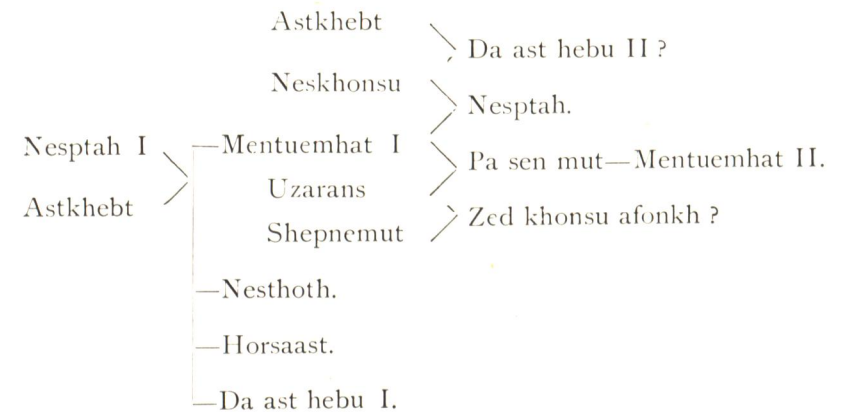 Astkhebt
Da ast hebu II ?
Neskhonsu
Nesptah.
Nesptah I
—Mentuemhat I
Pa sen mut—Mentuemhat II.
Uzarans
Astkhebt
Zed khonsu afonkh ?
Shepnemut
—Nesthoth.
—Horsaast.
—Da ast hebu I.